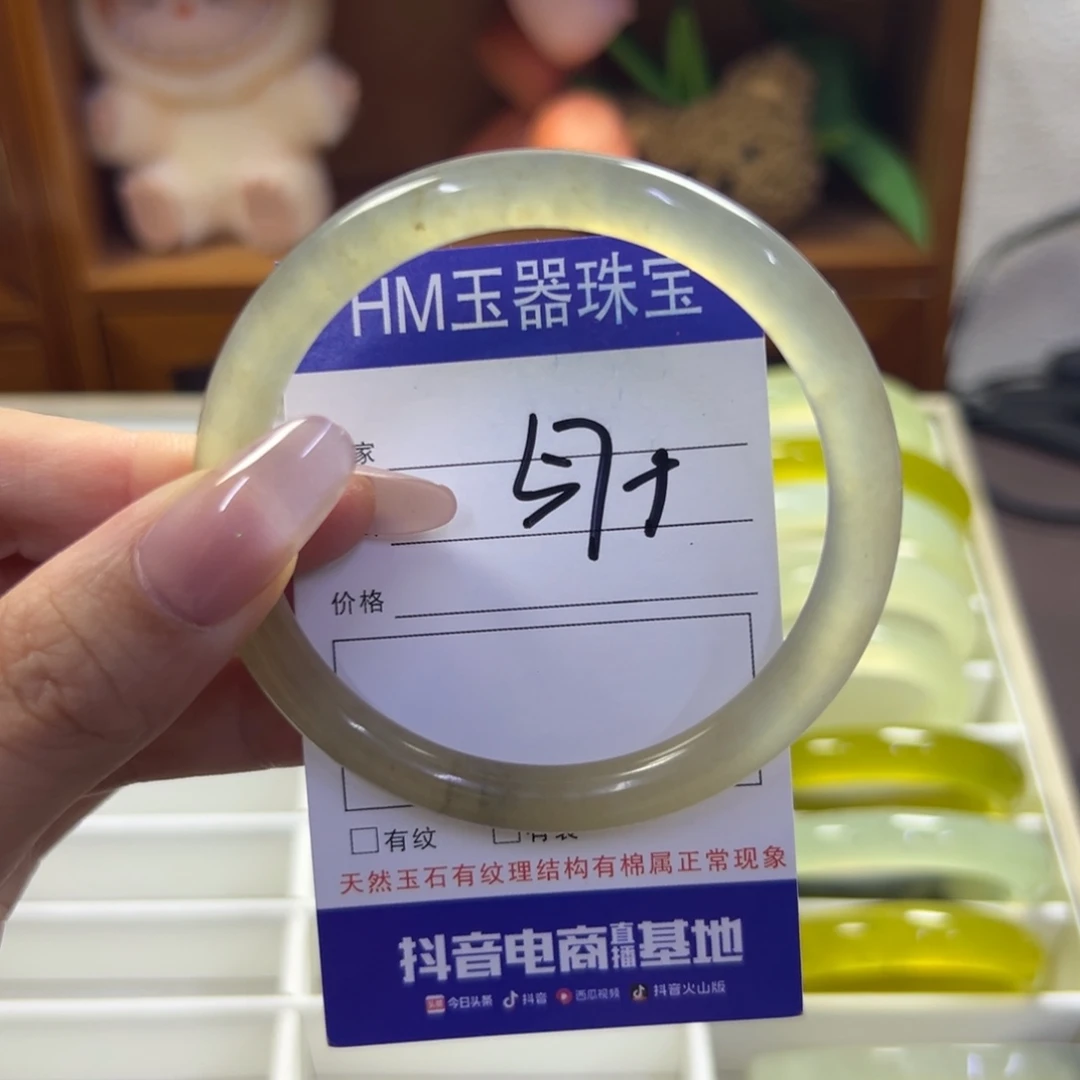 HM玉器珠宝
家
价格
有纹
天然玉石有纹理结构有棉属正常现象
抖音电商直播基地
今日头条 抖音 西瓜视频 抖音火山版